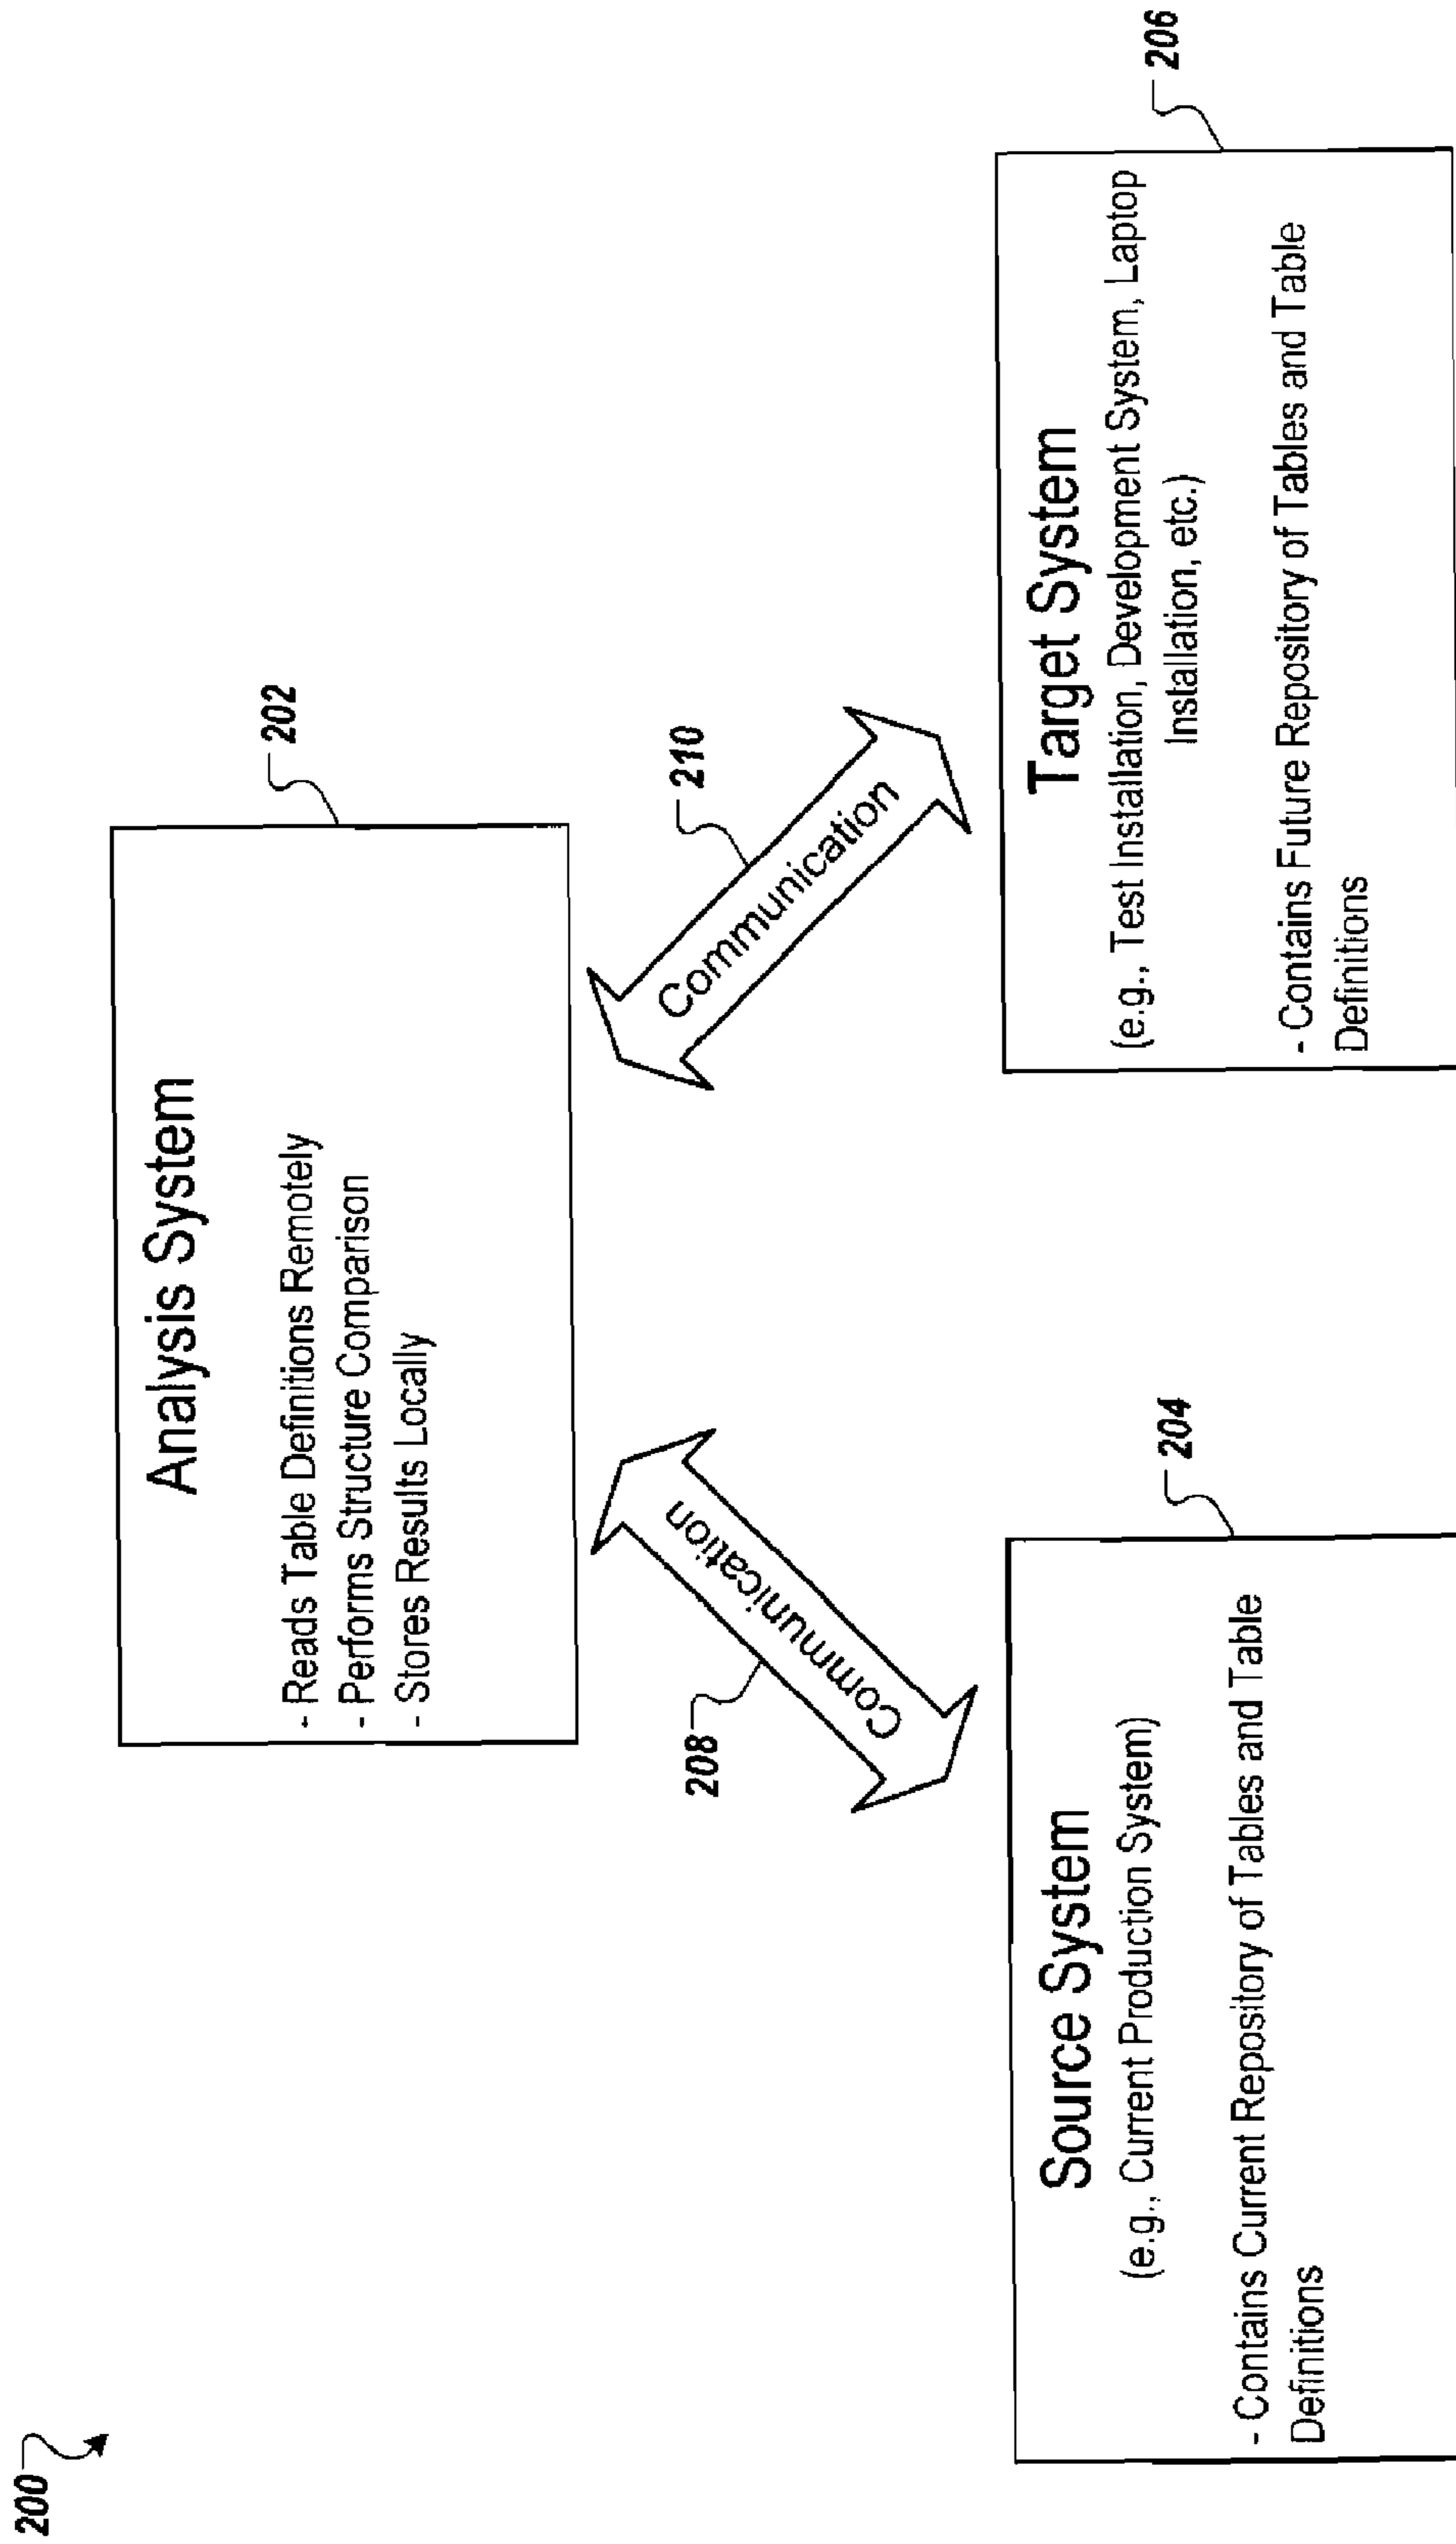 200
Analysis System
- Reads Table Definitions Remotely
- Performs Structure Comparison
- Stores Results Locally
202
208
Communication
Communication
210
Source System
(e.g., Current Production System)
- Contains Current Repository of Tables and Table
Definitions
204
Target System
(e.g., Test Installation, Development System, Laptop
Installation, etc.)
- Contains Future Repository of Tables and Table
Definitions
206